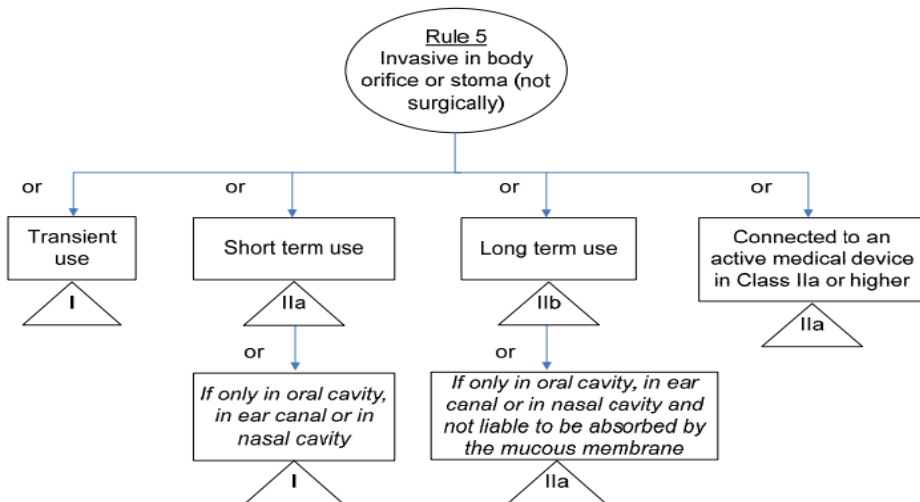 Rule 5
Invasive in body
orifice or stoma (not
surgically)
or
or
or
or
Transient
use
Short term use
Long term use
Connected to an
active medical device
in Class IIa or higher
I
IIa
IIb
IIa
or
or
If only in oral cavity,
in ear canal or in
nasal cavity
If only in oral cavity, in ear
canal or in nasal cavity and
not liable to be absorbed by
the mucous membrane
I
IIa